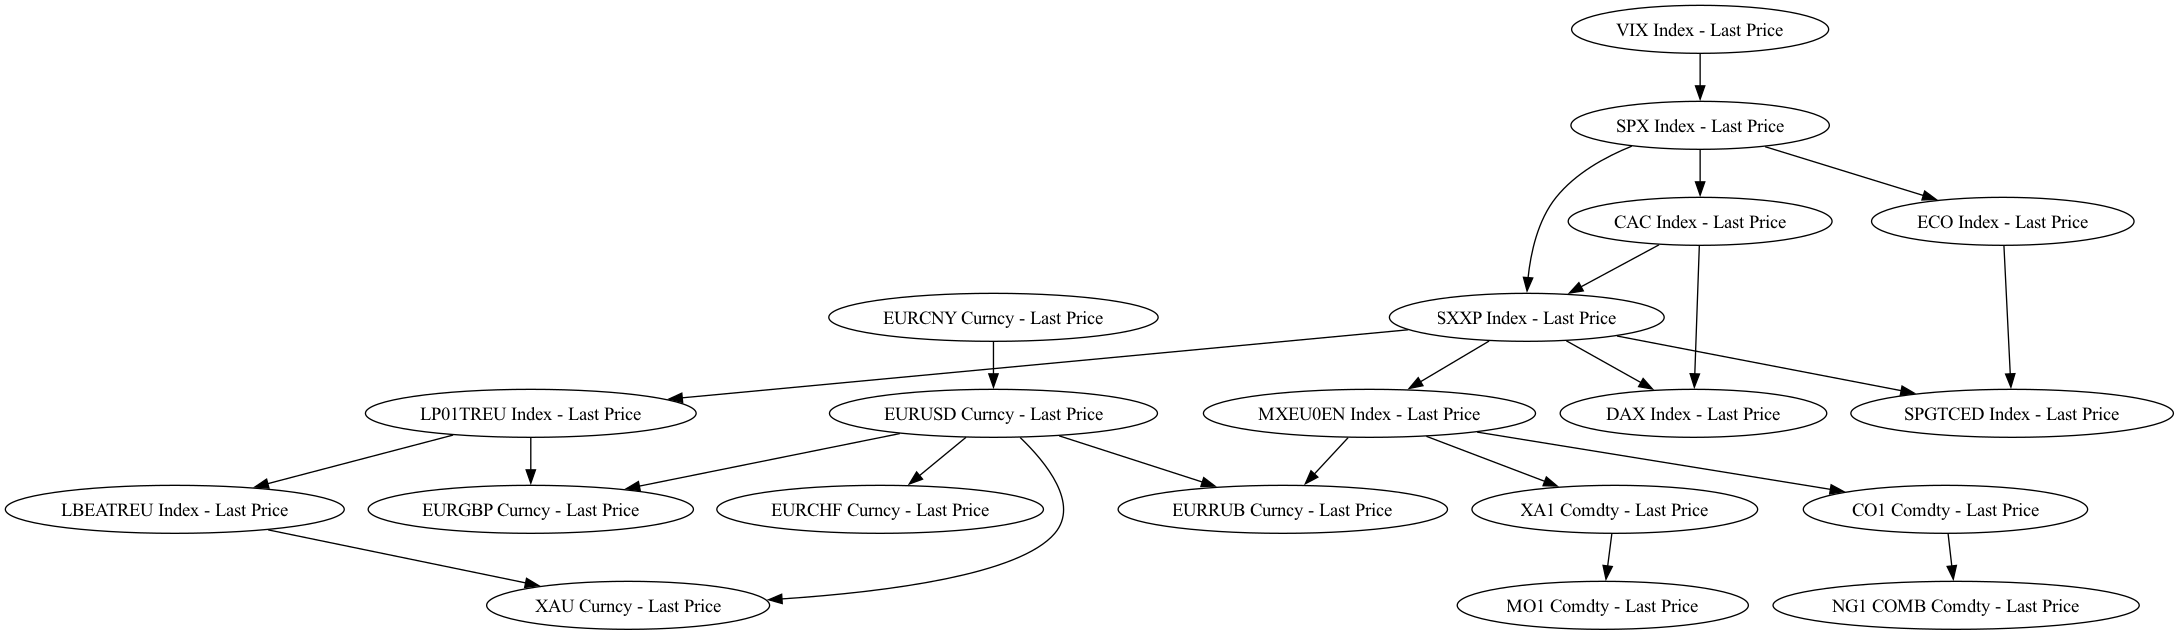 VIX Index - Last Price
SPX Index - Last Price
CAC Index - Last Price
ECO Index - Last Price
EURCNY Curncy - Last Price
SXXP Index - Last Price
LP01TREU Index - Last Price
EURUSD Curncy - Last Price
MXEU0EN Index - Last Price
DAX Index - Last Price
SPGTCED Index - Last Price
LBEATREU Index - Last Price
EURGBP Curncy - Last Price
EURCHF Curncy - Last Price
EURRUB Curncy - Last Price
XA1 Comdty - Last Price
CO1 Comdty - Last Price
XAU Curncy - Last Price
MO1 Comdty - Last Price
NG1 COMB Comdty - Last Price